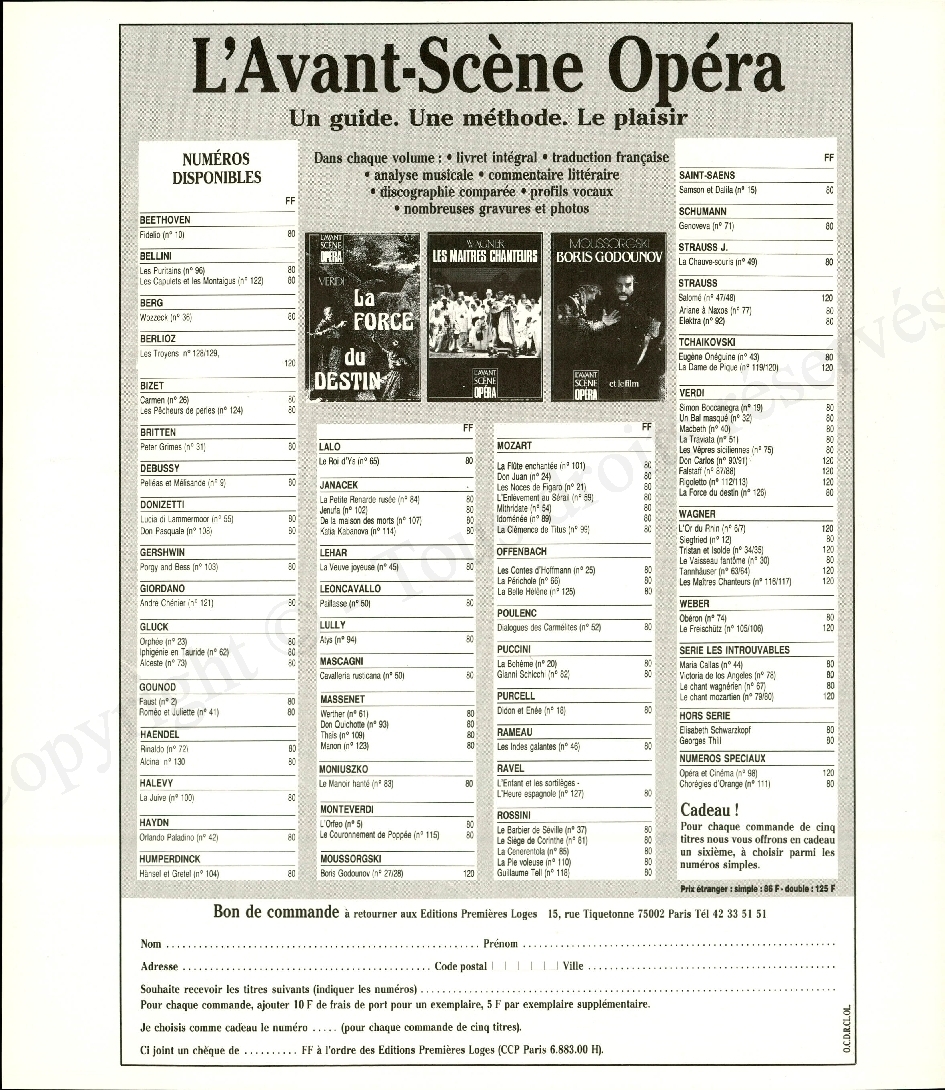 L'Avant-Scène Opéra
Un guide. Une méthode. Le plaisir
Dans chaque volume : • livret intégral • traduction française
• analyse musicale • commentaire littéraire
• discographie comparée • profils vocaux
• nombreuses gravures et photos
NUMÉROS
DISPONIBLES
FF
BEETHOVEN
Fidelio (n° 10) 80
BELLINI
Les Puritains (n° 96) 80
Les Capulets et les Montaigus (n° 122) 80
BERG
Wozzeck (n° 36) 80
BERLIOZ
Les Troyens n° 128/129,
120
BIZET
Carmen (n° 26) 80
Les Pêcheurs de perles (n° 124) 80
BRITTEN
Peter Grimes (n° 31) 80
DEBUSSY
Pelléas et Mélisande (n° 9) 80
DONIZETTI
Lucia di Lammermoor (n° 55) 80
Don Pasquale (n° 108) 80
GERSHWIN
Porgy and Bess (n° 103) 80
GIORDANO
André Chénier (n° 121) 80
GLUCK
Orphée (n° 23) 80
Iphigénie en Tauride (n° 62) 80
Alceste (n° 73) 80
GOUNOD
Faust (n° 2) 80
Roméo et Juliette (n° 41) 80
HAENDEL
Rinaldo (n° 72) 80
Alcina n° 130 80
HALEVY
La Juive (n° 100) 80
HAYDN
Orlando Paladino (n° 42) 80
HUMPERDINCK
Hänsel et Gretel (n° 104) 80
L'AVANT
SCÈNE
OPÉRA
VERDI
La
FORCE
du
DESTIN
WAGNER
LES MAITRES CHANTEURS
L'AVANT
SCÈNE
OPÉRA
MOUSSORGSKI
BORIS GODOUNOV
L'AVANT
SCÈNE
OPÉRA
et le film
FF
LALO
Le Roi d'Ys (n° 65) 80
JANACEK
La Petite Renarde rusée (n° 84) 80
Jenufa (n° 102) 80
De la maison des morts (n° 107) 80
Katia Kabanova (n° 114) 80
LEHAR
La Veuve joyeuse (n° 45) 80
LEONCAVALLO
Paillasse (n° 50) 80
LULLY
Atys (n° 94) 80
MASCAGNI
Cavalleria rusticana (n° 50) 80
MASSENET
Werther (n° 61) 80
Don Quichotte (n° 93) 80
Thaïs (n° 109) 80
Manon (n° 123) 80
MONIUSZKO
Le Manoir hanté (n° 83) 80
MONTEVERDI
L'Orfeo (n° 5) 80
Le Couronnement de Poppée (n° 115) 80
MOUSSORGSKI
Boris Godounov (n° 27/28) 120
FF
MOZART
La Flûte enchantée (n° 101) 80
Don Juan (n° 24) 80
Les Noces de Figaro (n° 21) 80
L'Enlèvement au Sérail (n° 59) 80
Mithridate (n° 54) 80
Idoménée (n° 89) 80
La Clémence de Titus (n° 99) 80
OFFENBACH
Les Contes d'Hoffmann (n° 25) 80
La Périchole (n° 66) 80
La Belle Hélène (n° 125) 80
POULENC
Dialogues des Carmélites (n° 52) 80
PUCCINI
La Bohème (n° 20) 80
Gianni Schicchi (n° 82) 80
PURCELL
Didon et Enée (n° 18) 80
RAMEAU
Les Indes galantes (n° 46) 80
RAVEL
L'Enfant et les sortilèges -
L'Heure espagnole (n° 127) 80
ROSSINI
Le Barbier de Séville (n° 37) 80
Le Siège de Corinthe (n° 81) 80
La Cenerentola (n° 85) 80
La Pie voleuse (n° 110) 80
Guillaume Tell (n° 118) 80
FF
SAINT-SAENS
Samson et Dalila (n° 15) 80
SCHUMANN
Genoveva (n° 71) 80
STRAUSS J.
La Chauve-souris (n° 49) 80
STRAUSS
Salomé (n° 47/48) 120
Ariane à Naxos (n° 77) 80
Elektra (n° 92) 80
TCHAIKOVSKI
Eugène Onéguine (n° 43) 80
La Dame de Pique (n° 119/120) 120
VERDI
Simon Boccanegra (n° 19) 80
Un Bal masqué (n° 32) 80
Macbeth (n° 40) 80
La Traviata (n° 51) 80
Les Vêpres siciliennes (n° 75) 80
Don Carlos (n° 90/91) 120
Falstaff (n° 87/88) 120
Rigoletto (n° 112/113) 120
La Force du destin (n° 126) 80
WAGNER
L'Or du Rhin (n° 6/7) 120
Siegfried (n° 12) 80
Tristan et Isolde (n° 34/35) 120
Le Vaisseau fantôme (n° 30) 80
Tannhäuser (n° 63/64) 120
Les Maîtres Chanteurs (n° 116/117) 120
WEBER
Obéron (n° 74) 80
Le Freischütz (n° 105/106) 120
SERIE LES INTROUVABLES
Maria Callas (n° 44) 80
Victoria de los Angeles (n° 78) 80
Le chant wagnérien (n° 67) 80
Le chant mozartien (n° 79/80) 120
HORS SERIE
Elisabeth Schwarzkopf 80
Georges Thill 80
NUMEROS SPECIAUX
Opéra et Cinéma (n° 98) 120
Chorégies d'Orange (n° 111) 80
Cadeau !
Pour chaque commande de cinq
titres nous vous offrons en cadeau
un sixième, à choisir parmi les
numéros simples.
Prix étranger : simple : 86 F - double : 125 F
Bon de commande à retourner aux Editions Premières Loges 15, rue Tiquetonne 75002 Paris Tél 42 33 51 51
Nom ........ Prénom ........
Adresse ........ Code postal | | | | | | Ville ........
Souhaite recevoir les titres suivants (indiquer les numéros) ........
Pour chaque commande, ajouter 10 F de frais de port pour un exemplaire, 5 F par exemplaire supplémentaire.
Je choisis comme cadeau le numéro ..... (pour chaque commande de cinq titres).
Ci joint un chèque de .......... FF à l'ordre des Editions Premières Loges (CCP Paris 6.883.00 H).
O.C.D.R.CI.OL.
Copyright © Tous droits réservés